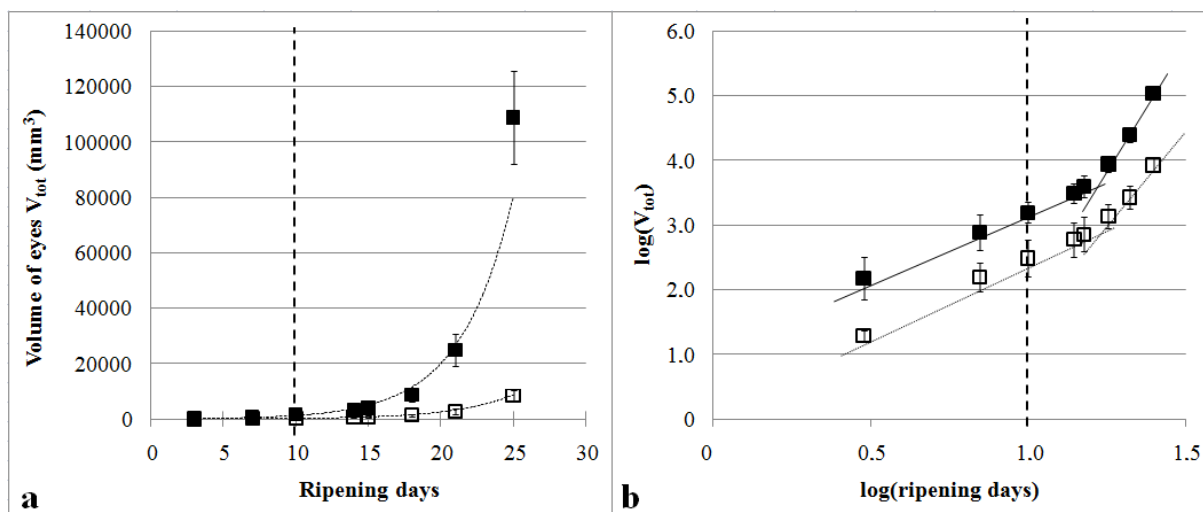 140000
120000
100000
80000
60000
40000
20000
0
Volume of eyes Vtot (mm³)
0 5 10 15 20 25 30
Ripening days
a
6.0
5.0
4.0
3.0
2.0
1.0
0
log(Vtot)
0 0.5 1.0 1.5
log(ripening days)
b